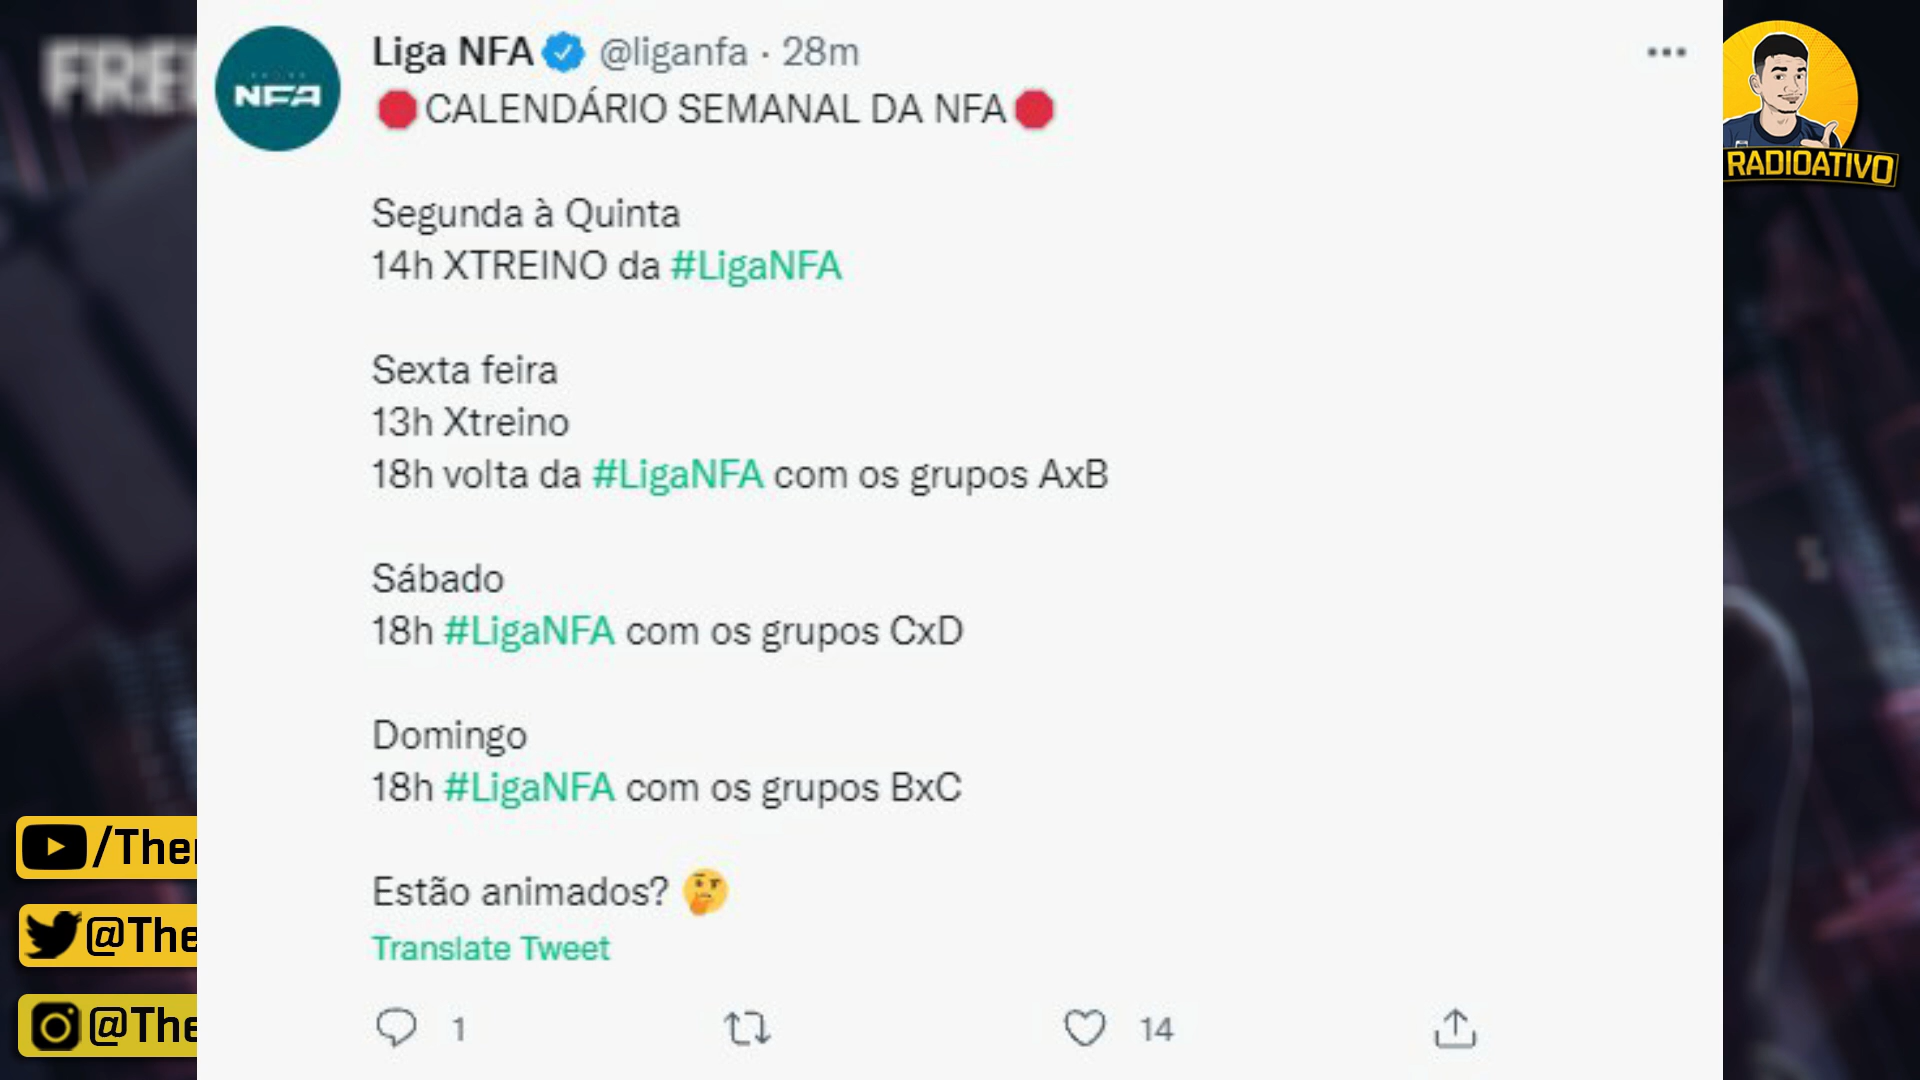 FREE
NFA
Liga NFA @liganfa · 28m
CALENDÁRIO SEMANAL DA NFA
RADIOATIVO
Segunda à Quinta
14h XTREINO da #LigaNFA
Sexta feira
13h Xtreino
18h volta da #LigaNFA com os grupos AxB
Sábado
18h #LigaNFA com os grupos CxD
Domingo
18h #LigaNFA com os grupos BxC
Estão animados?
Translate Tweet
1
14
/The
@The
@The